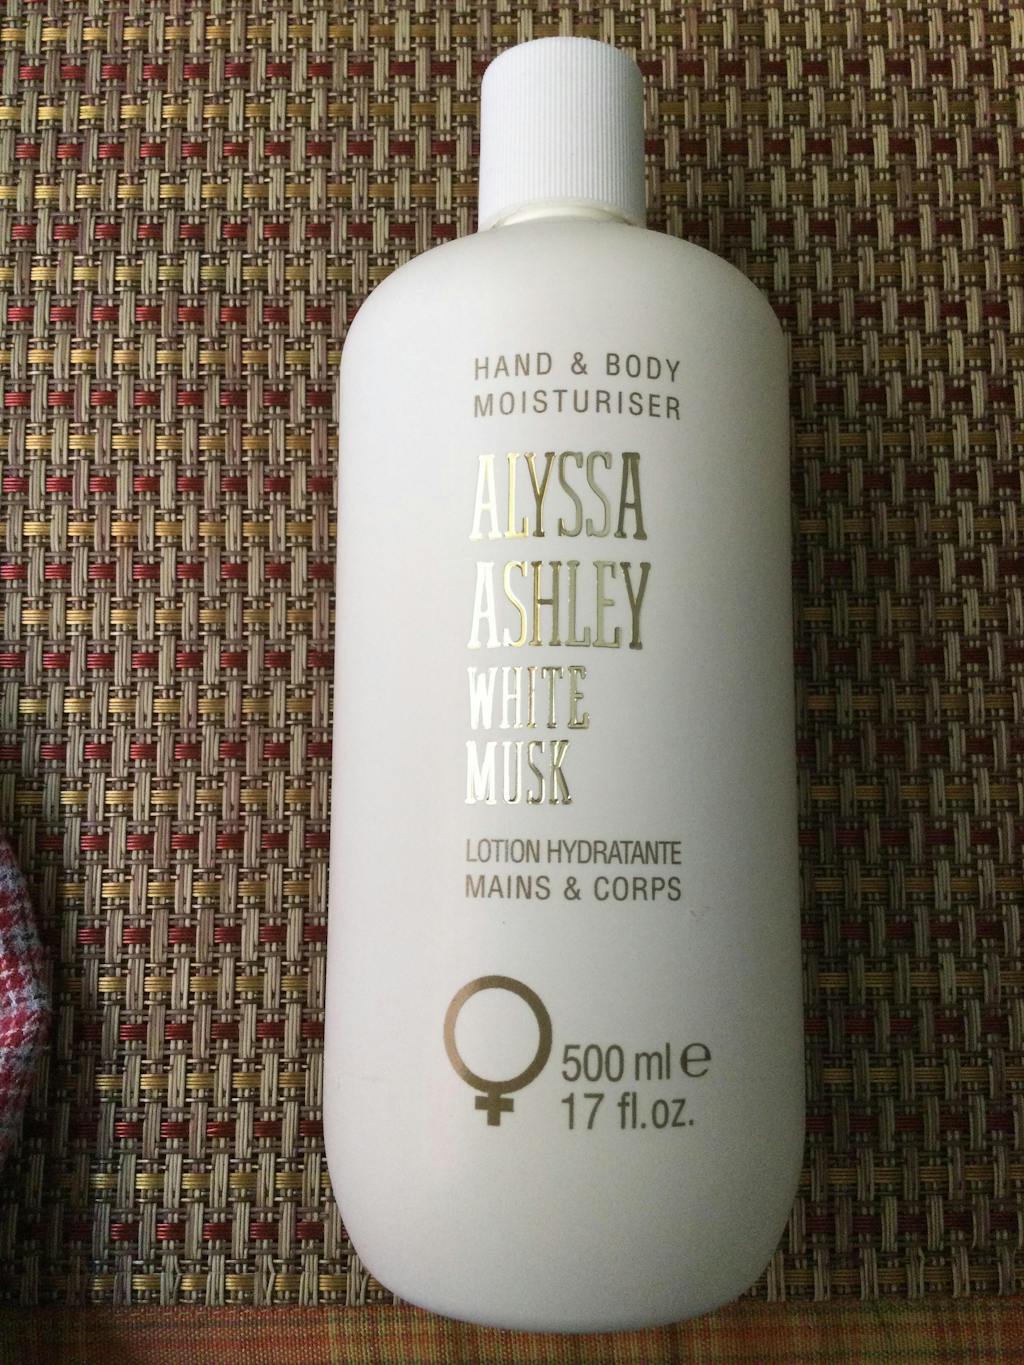 HAND & BODY
MOISTURISER
ALYSSA
ASHLEY
WHITE
MUSK
LOTION HYDRATANTE
MAINS & CORPS
500 ml e
17 fl.oz.